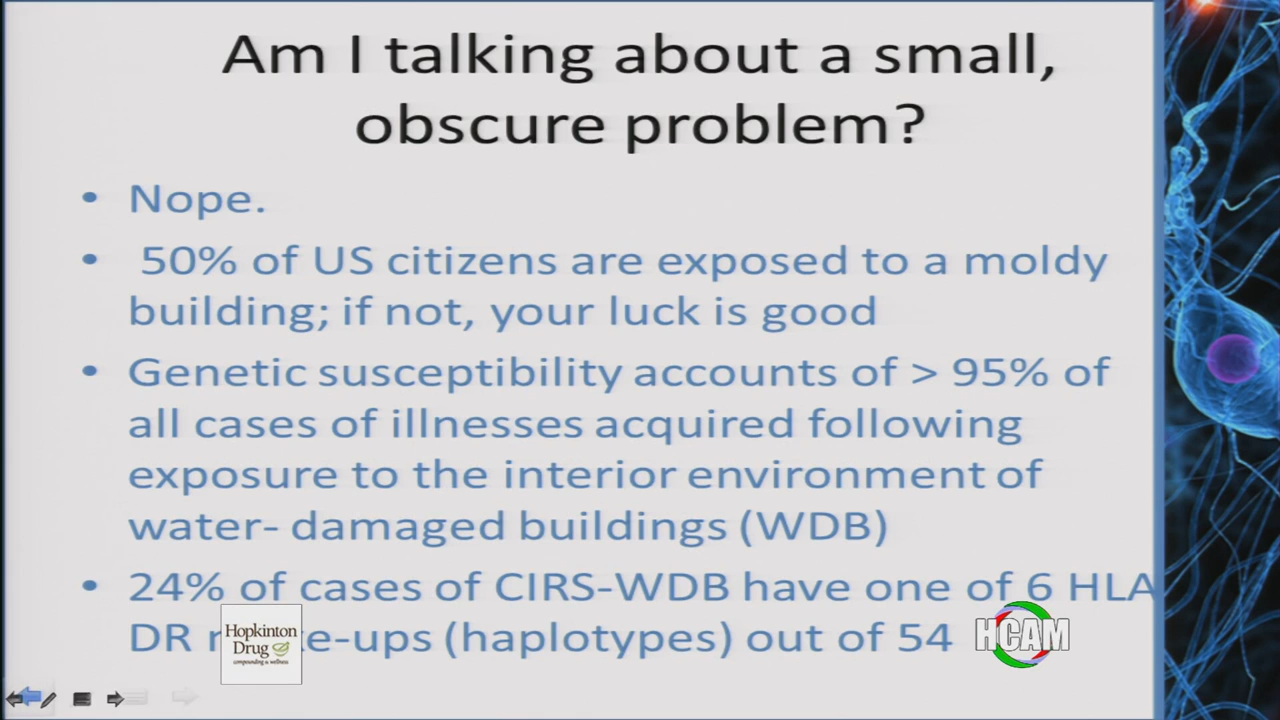 Am I talking about a small,
obscure problem?
• Nope.
• 50% of US citizens are exposed to a moldy
building; if not, your luck is good
• Genetic susceptibility accounts of > 95% of
all cases of illnesses acquired following
exposure to the interior environment of
water- damaged buildings (WDB)
• 24% of cases of CIRS-WDB have one of 6 HLA
DR ke-ups (haplotypes) out of 54
Hopkinton
Drug
compounding & wellness
HCAM